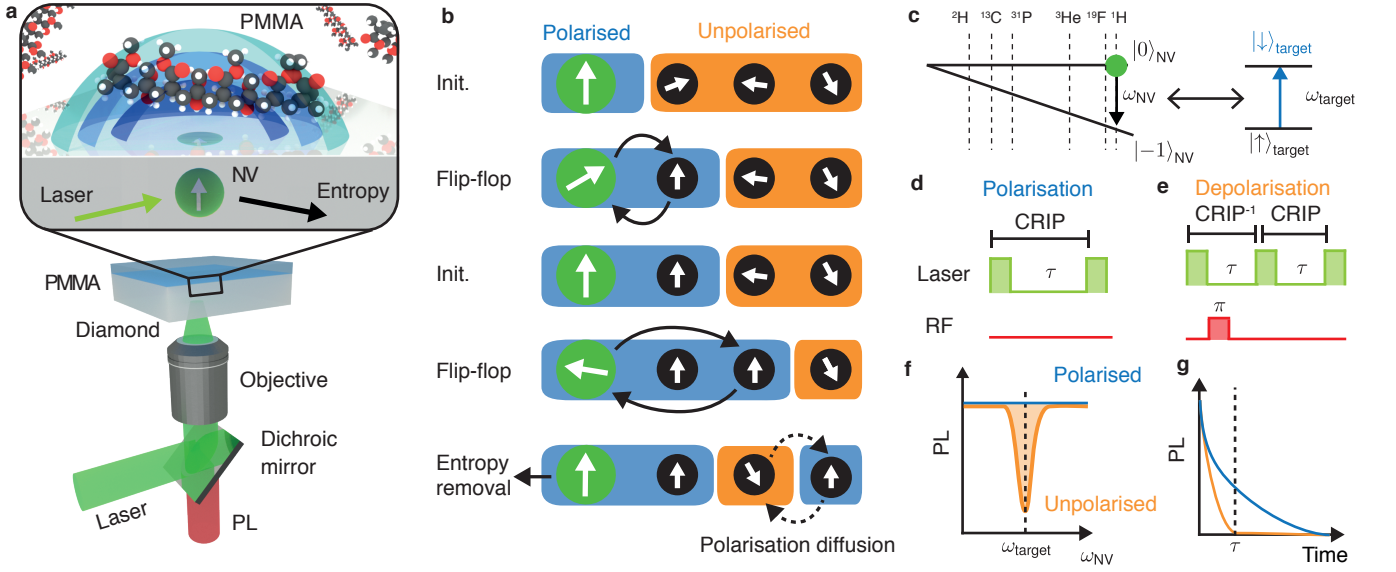 a
PMMA
NV
Laser
Entropy
PMMA
Diamond
Objective
Dichroic
mirror
Laser
PL
b
Polarised
Unpolarised
Init.
Flip-flop
Init.
Flip-flop
Entropy
removal
Polarisation diffusion
c
²H ¹³C ³¹P ³He ¹⁹F ¹H
|0⟩NV
ωNV
|−1⟩NV
|↓⟩target
ωtarget
|↑⟩target
d
Polarisation
CRIP
Laser
τ
RF
e
Depolarisation
CRIP⁻¹ CRIP
τ τ
π
f
Polarised
PL
Unpolarised
ωtarget
ωNV
g
PL
τ
Time